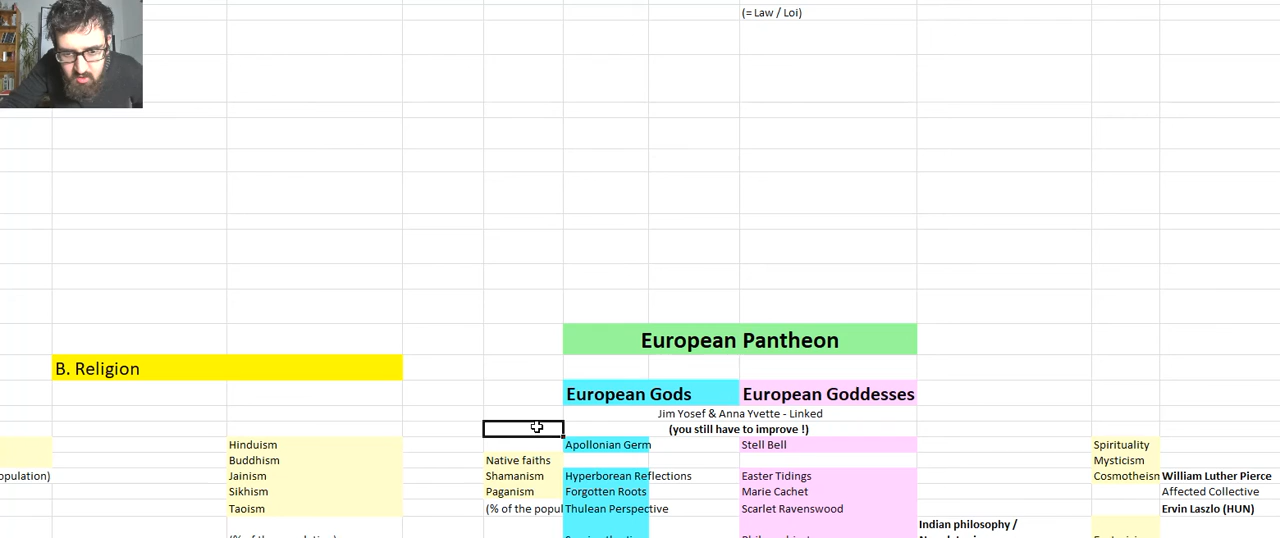 (= Law / Loi)
European Pantheon
B. Religion
European Gods European Goddesses
Jim Yosef & Anna Yvette - Linked
(you still have to improve !)
Hinduism Apollonian Germ Stell Bell Spirituality
Buddhism Native faiths Mysticism
opulation) Jainism Shamanism Hyperborean Reflections Easter Tidings Cosmotheism William Luther Pierce
Sikhism Paganism Forgotten Roots Marie Cachet Affected Collective
Taoism (% of the popul Thulean Perspective Scarlet Ravenswood Ervin Laszlo (HUN)
Indian philosophy /